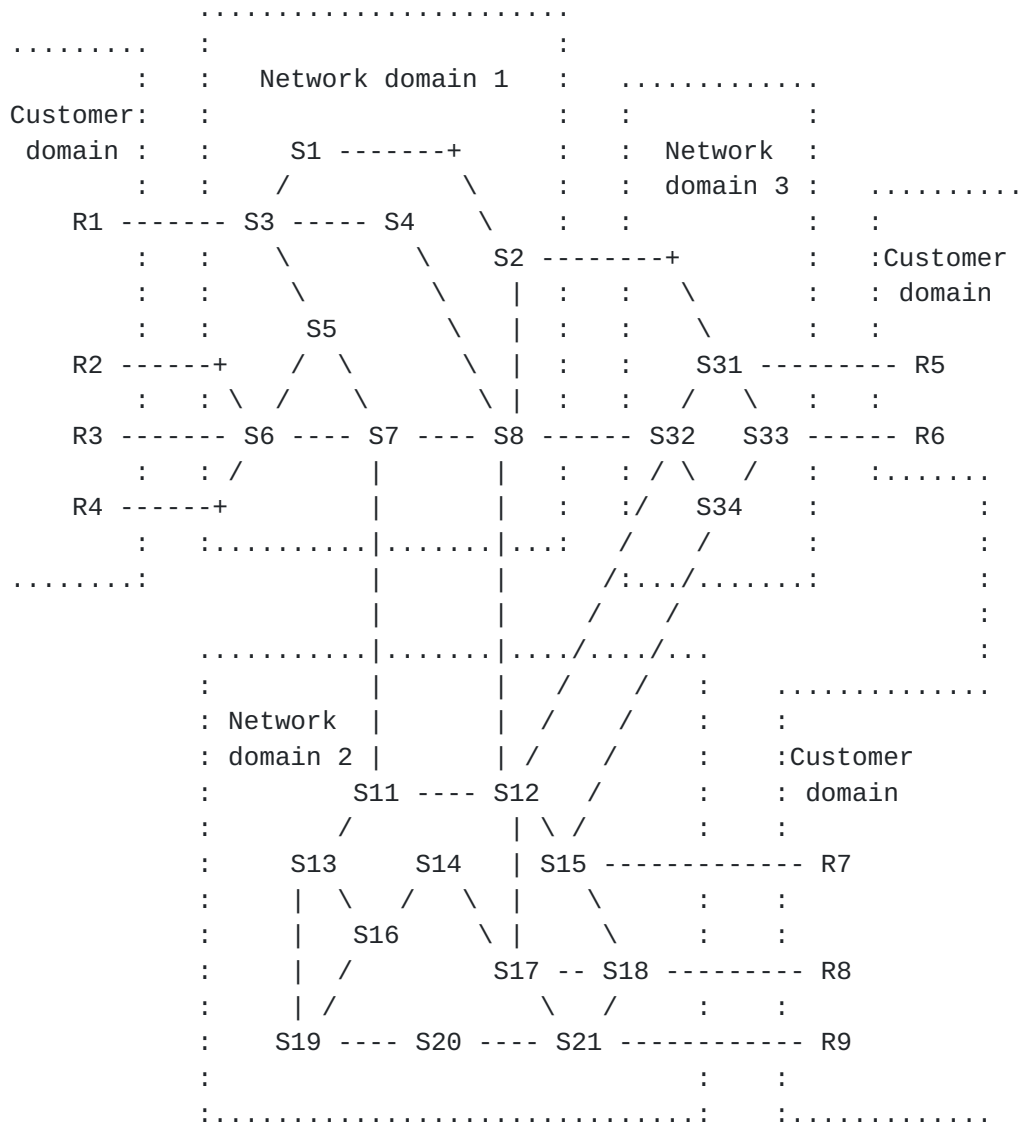 Network domain 1
Customer
domain S1 Network
domain 3
R1 S3 S4
S2 Customer
domain
S5
R2 S31 R5
R3 S6 S7 S8 S32 S33 R6
R4 S34
Network
domain 2 Customer
S11 S12 domain
S13 S14 S15 R7
S16
S17 S18 R8
S19 S20 S21 R9